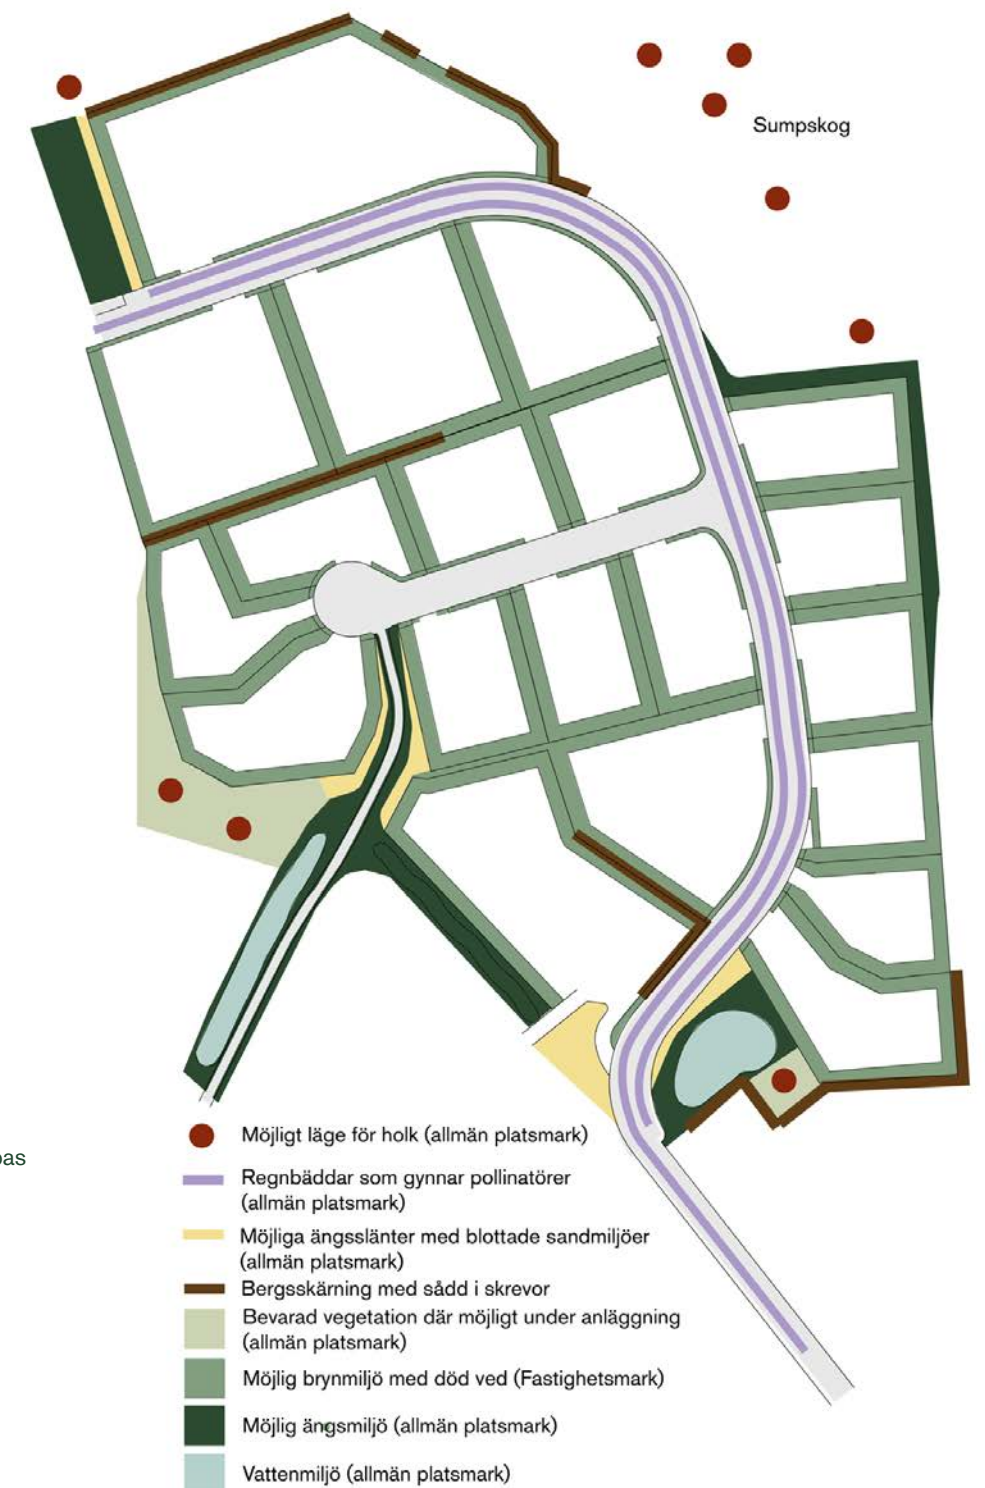 Sumpskog
Möjligt läge för holk (allmän platsmark)
pas
Regnbäddar som gynnar pollinatörer
(allmän platsmark)
Möjliga ängsslänter med blottade sandmiljöer
(allmän platsmark)
Bergsskärning med sådd i skrevor
Bevarad vegetation där möjligt under anläggning
(allmän platsmark)
Möjlig brynmiljö med död ved (Fastighetsmark)
Möjlig ängsmiljö (allmän platsmark)
Vattenmiljö (allmän platsmark)